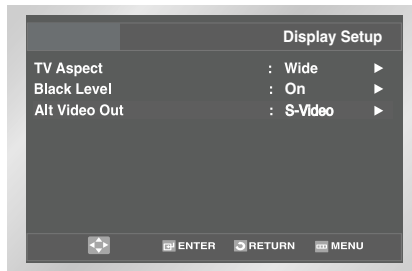 Display Setup
TV Aspect : Wide ►
Black Level : On ►
Alt Video Out : S-Video ►
ENTER RETURN MENU